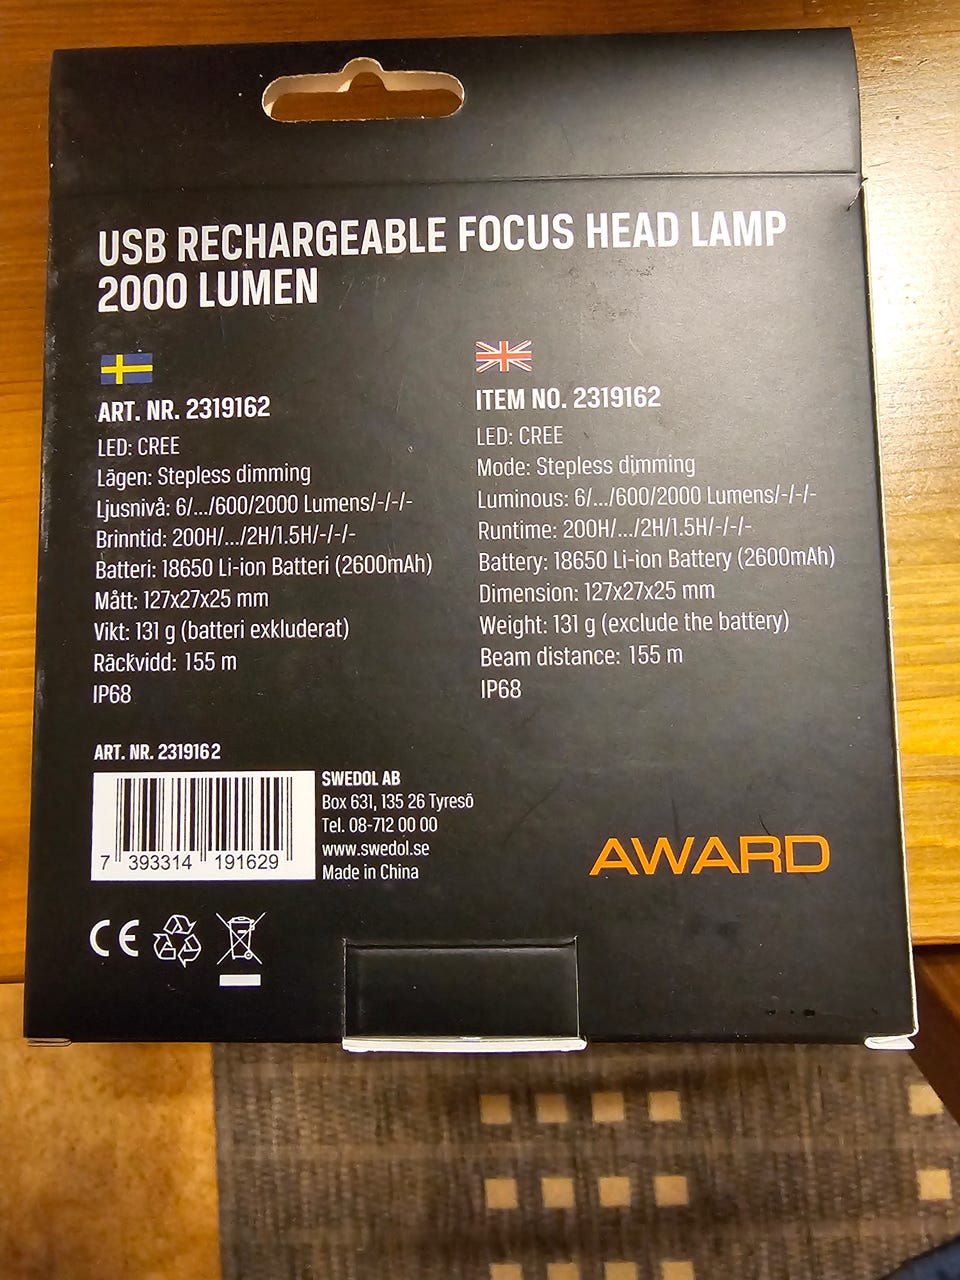 USB RECHARGEABLE FOCUS HEAD LAMP
2000 LUMEN
ART. NR. 2319162
LED: CREE
Lägen: Stepless dimming
Ljusnivå: 6/.../600/2000 Lumens/-/-/-
Brinntid: 200H/.../2H/1.5H/-/-/-
Batteri: 18650 Li-ion Batteri (2600mAh)
Mått: 127x27x25 mm
Vikt: 131 g (batteri exkluderat)
Räckvidd: 155 m
IP68
ITEM NO. 2319162
LED: CREE
Mode: Stepless dimming
Luminous: 6/.../600/2000 Lumens/-/-/-
Runtime: 200H/.../2H/1.5H/-/-/-
Battery: 18650 Li-ion Battery (2600mAh)
Dimension: 127x27x25 mm
Weight: 131 g (exclude the battery)
Beam distance: 155 m
IP68
ART. NR. 2319162
7 393314 191629
SWEDOL AB
Box 631, 135 26 Tyresö
Tel. 08-712 00 00
www.swedol.se
Made in China
AWARD
CE